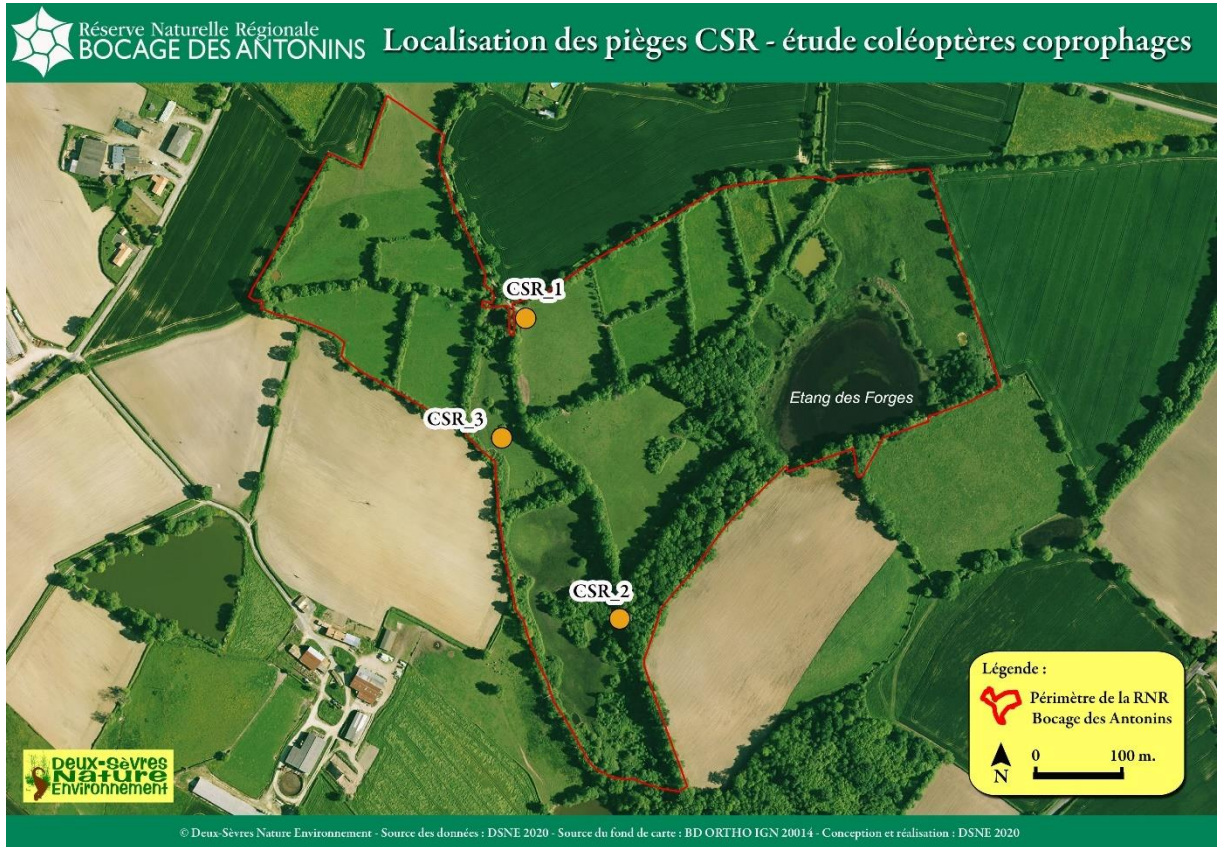 Réserve Naturelle Régionale
BOCAGE DES ANTONINS
Localisation des pièges CSR - étude coléoptères coprophages
CSR_1
Etang des Forges
CSR_3
CSR_2
Légende :
Périmètre de la RNR
Bocage des Antonins
0 100 m.
N
Deux-Sèvres
Nature
Environnement
© Deux-Sèvres Nature Environnement - Source des données : DSNE 2020 - Source du fond de carte : BD ORTHO IGN 20014 - Conception et réalisation : DSNE 2020